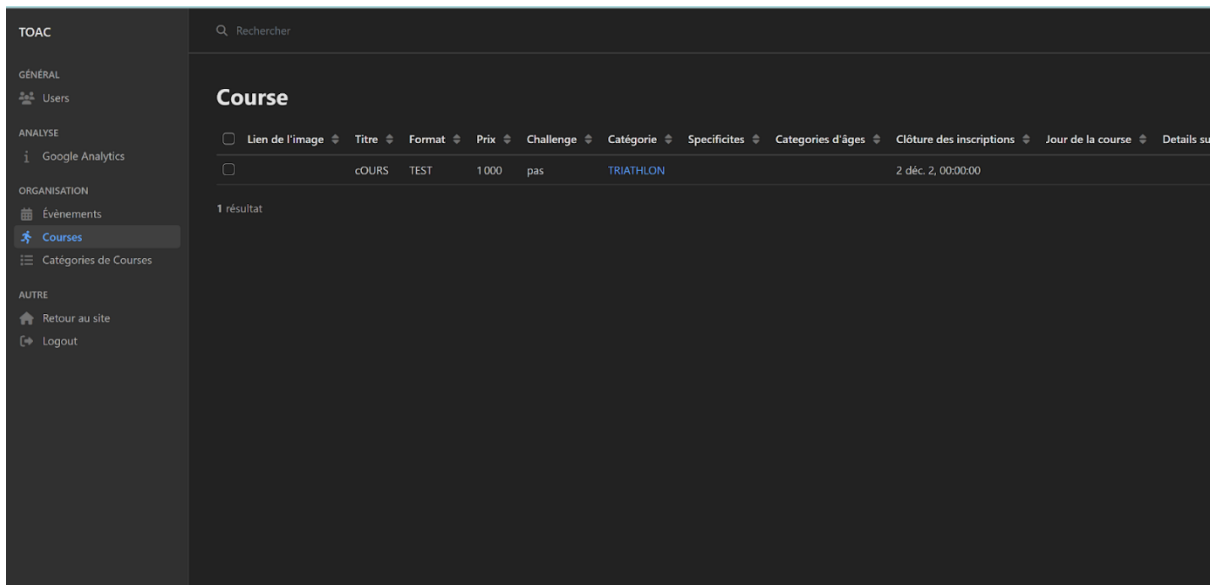 TOAC
Rechercher
GÉNÉRAL
Users
ANALYSE
Google Analytics
ORGANISATION
Évènements
Courses
Catégories de Courses
AUTRE
Retour au site
Logout
Course
Lien de l'image Titre Format Prix Challenge Catégorie Specificites Categories d'âges Clôture des inscriptions Jour de la course Details su
cOURS TEST 1 000 pas TRIATHLON 2 déc. 2, 00:00:00
1 résultat